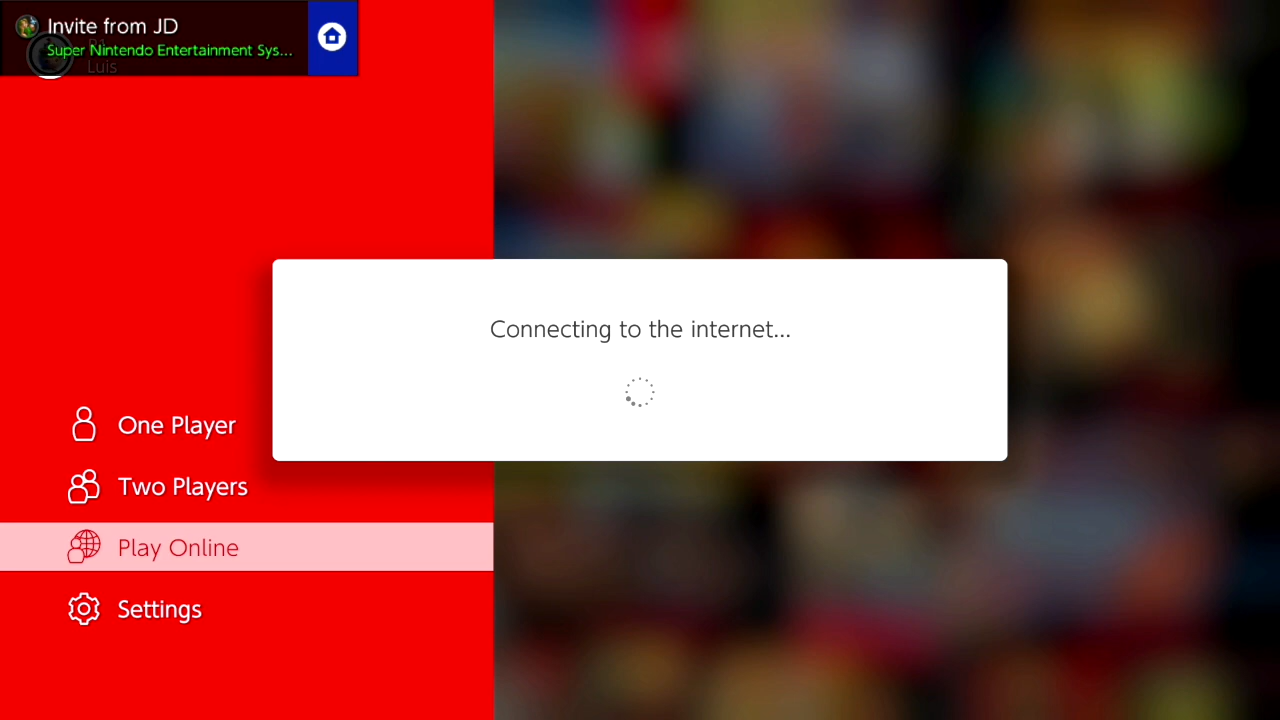 Invite from JD
Super Nintendo Entertainment Sys...
P1
Luis
Connecting to the internet...
One Player
Two Players
Play Online
Settings